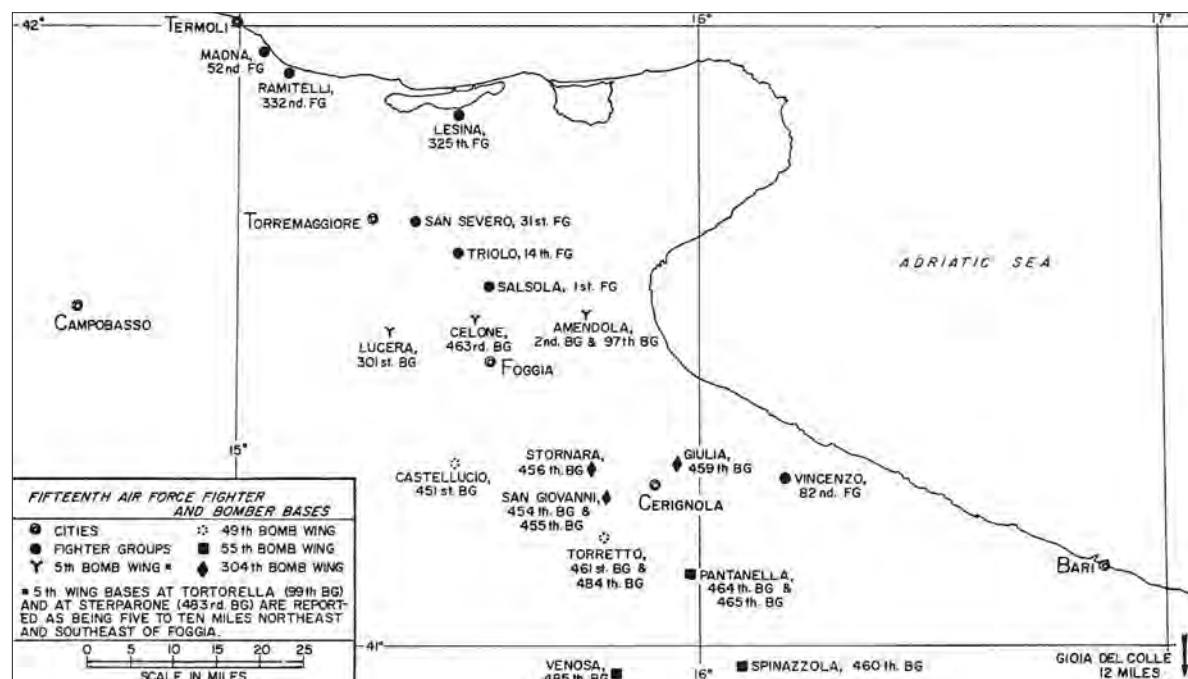 42°
16°
17°
TERMOLI
MADNA,
52nd. FG
RAMITELLI,
332nd. FG
LESINA,
325th. FG
TORREMAGGIORE
SAN SEVERO, 31st. FG
TRIOLO, 14th. FG
SALSOLA, 1st. FG
ADRIATIC SEA
CAMPOBASSO
LUCERA,
301st. BG
CELONE,
463rd. BG
AMENDOLA,
2nd. BG & 97th BG
FOGGIA
15°
CASTELLUCIO,
451st. BG
STORNARA,
456th. BG
GIULIA,
459th BG
SAN GIOVANNI,
454th. BG &
455th. BG
CERIGNOLA
VINCENZO,
82nd. FG
TORRETTO,
461st. BG &
484th. BG
PANTANELLA,
464th BG &
465th. BG
BARI
FIFTEENTH AIR FORCE FIGHTER
AND BOMBER BASES
CITIES
FIGHTER GROUPS
5th BOMB WING *
49th BOMB WING
55th BOMB WING
304th BOMB WING
* 5th WING BASES AT TORTORELLA (99th BG)
AND AT STERPARONE (483rd. BG) ARE REPORT-
ED AS BEING FIVE TO TEN MILES NORTHEAST
AND SOUTHEAST OF FOGGIA.
0 5 10 15 20 25
SCALE IN MILES
41°
VENOSA,
485th. BG
16°
SPINAZZOLA, 460th. BG
GIOIA DEL COLLE
12 MILES